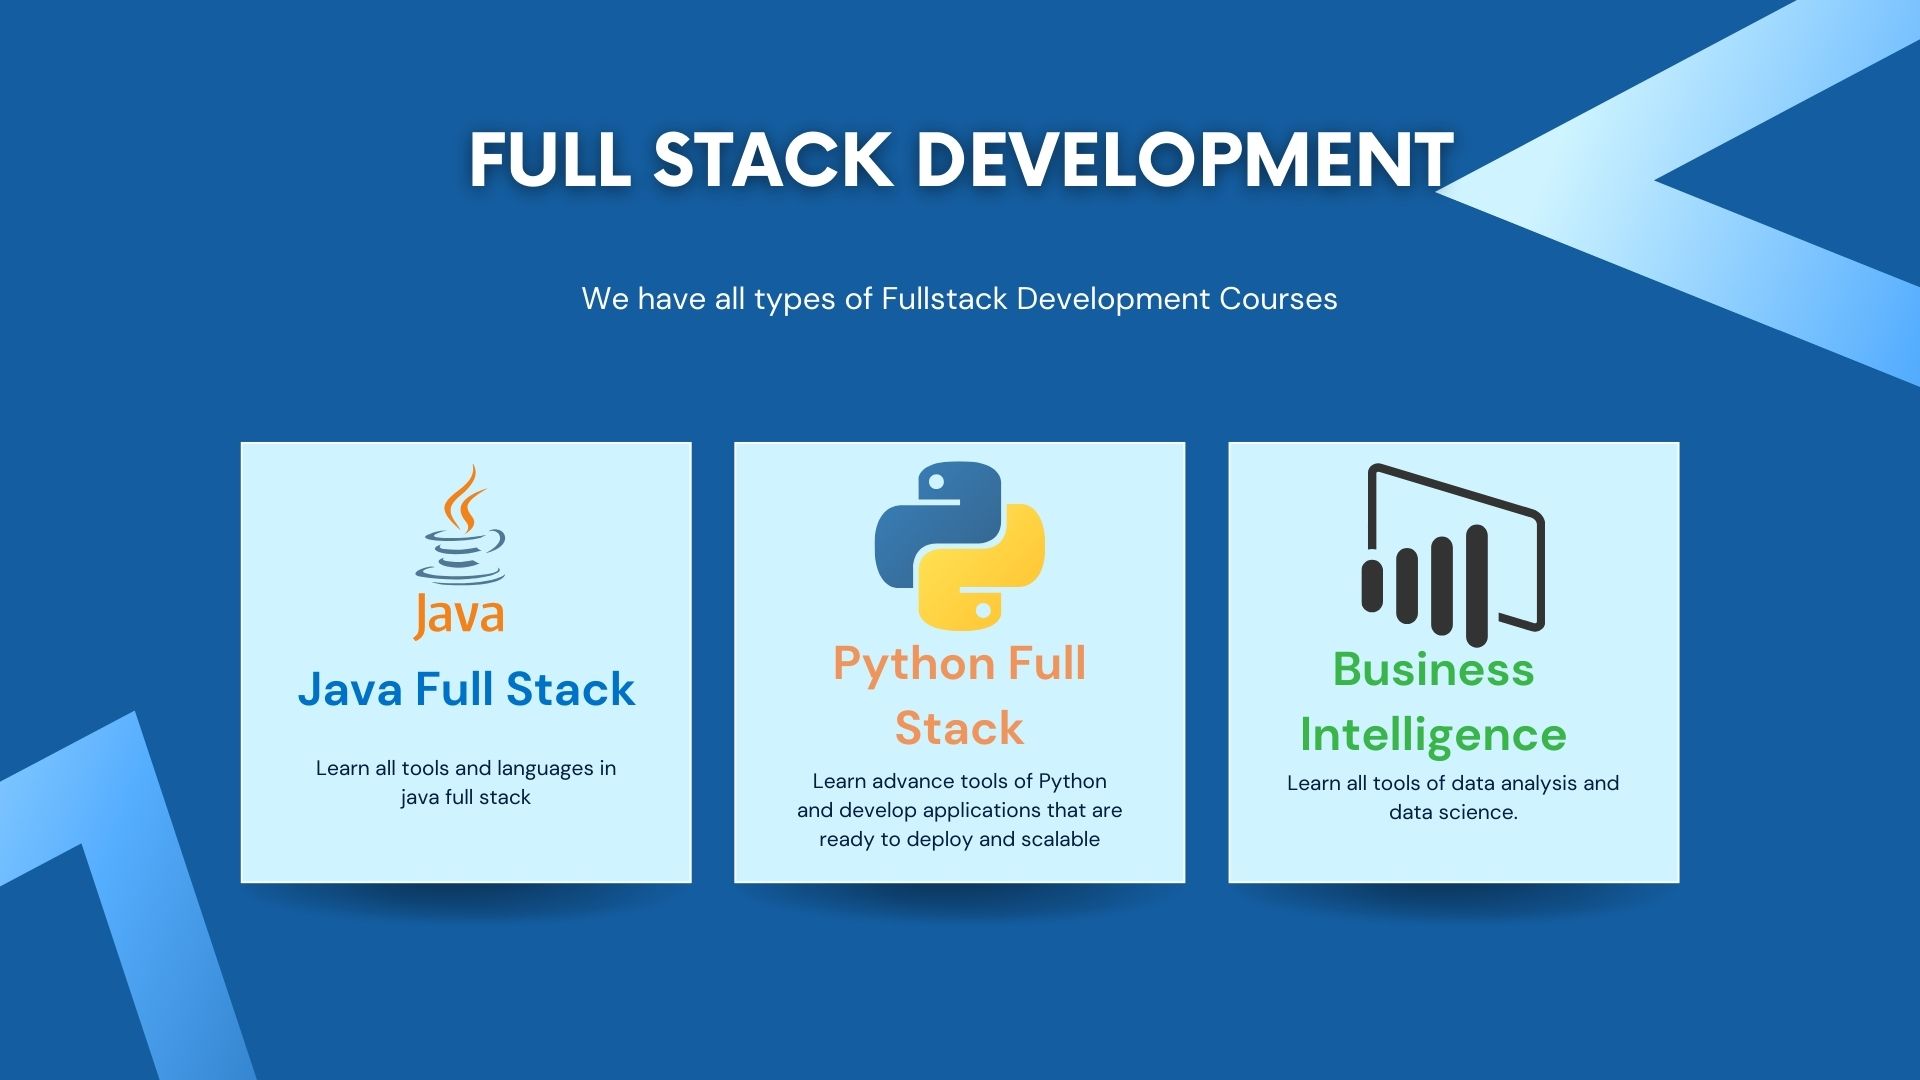 FULL STACK DEVELOPMENT
We have all types of Fullstack Development Courses
Java
Java Full Stack
Learn all tools and languages in
java full stack
Python Full
Stack
Learn advance tools of Python
and develop applications that are
ready to deploy and scalable
Business
Intelligence
Learn all tools of data analysis and
data science.